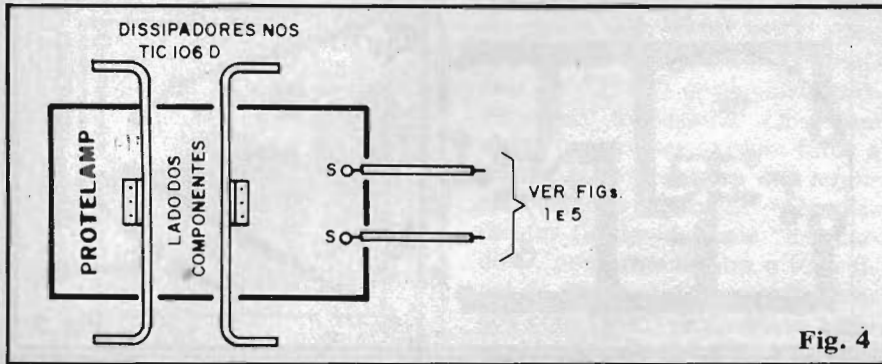 DISSIPADORES NOS
TIC 106 D
PROTELAMP
LADO DOS
COMPONENTES
S
S
VER FIGs.
1 E 5
Fig. 4